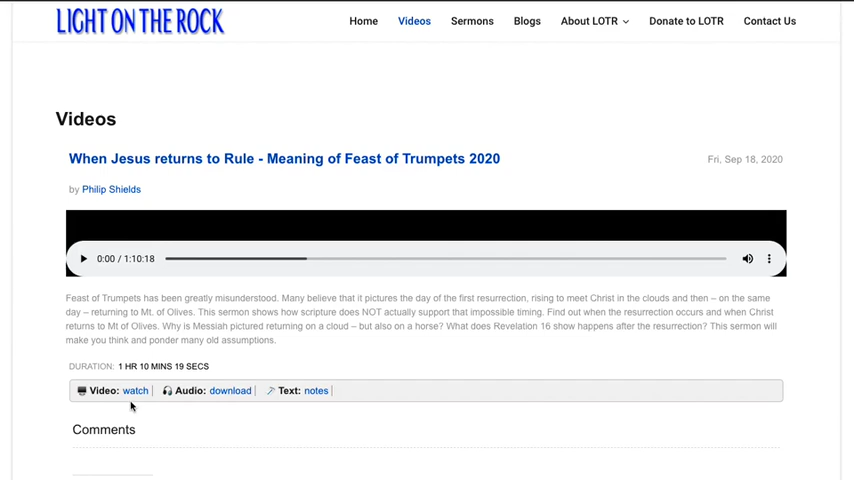 LIGHT ON THE ROCK
Home Videos Sermons Blogs About LOTR Donate to LOTR Contact Us
Videos
When Jesus returns to Rule - Meaning of Feast of Trumpets 2020 Fri, Sep 18, 2020
by Philip Shields
0:00 / 1:10:18
Feast of Trumpets has been greatly misunderstood. Many believe that it pictures the day of the first resurrection, rising to meet Christ in the clouds and then – on the same
day – returning to Mt. of Olives. This sermon shows how scripture does NOT actually support that impossible timing. Find out when the resurrection occurs and when Christ
returns to Mt of Olives. Why is Messiah pictured returning on a cloud – but also on a horse? What does Revelation 16 show happens after the resurrection? This sermon will
make you think and ponder many old assumptions.
DURATION: 1 HR 10 MINS 19 SECS
Video: watch | Audio: download | Text: notes |
Comments